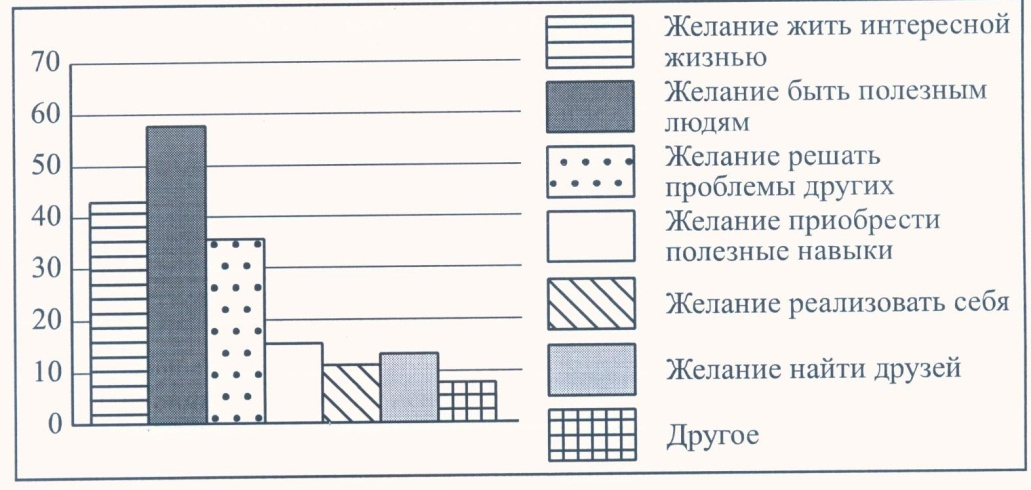 70
60
50
40
30
20
10
0
Желание жить интересной
жизнью
Желание быть полезным
людям
Желание решать
проблемы других
Желание приобрести
полезные навыки
Желание реализовать себя
Желание найти друзей
Другое